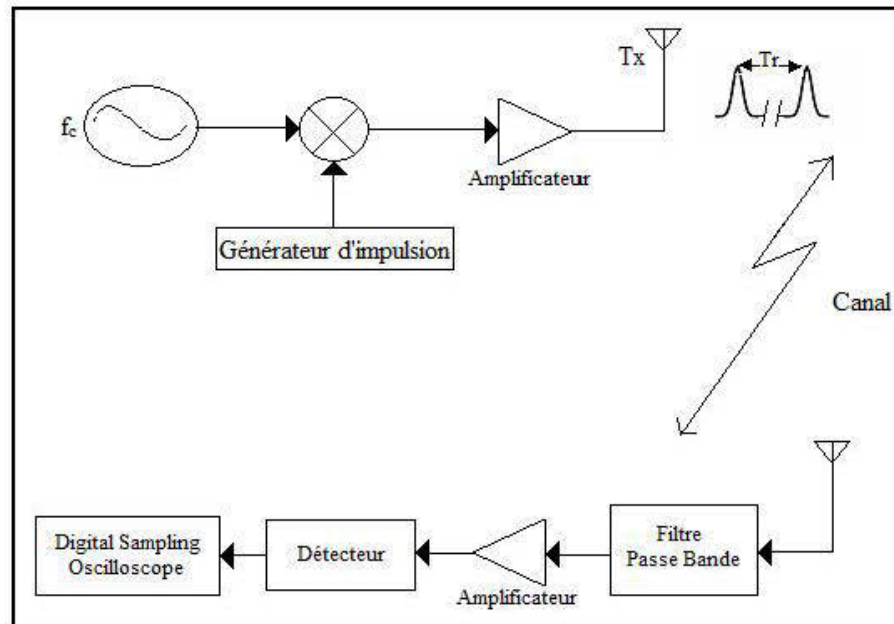 Tx
Tr
fc
Amplificateur
Générateur d'impulsion
Canal
Digital Sampling
Oscilloscope
Détecteur
Amplificateur
Filtre
Passe Bande